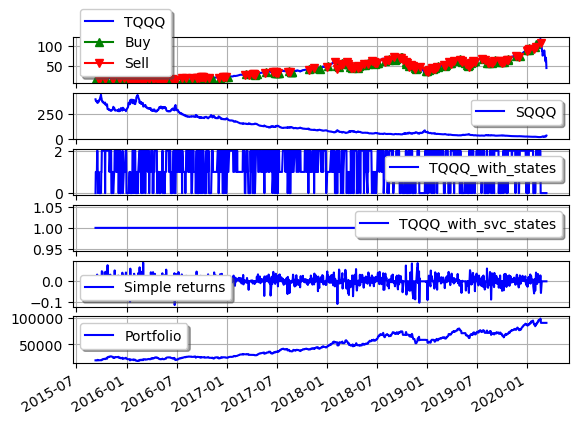 TQQQ
Buy
Sell
100
50
SQQQ
250
0
TQQQ_with_states
2
0
TQQQ_with_svc_states
1.05
1.00
0.95
Simple returns
0.0
−0.1
Portfolio
100000
50000
2015-07
2016-01
2016-07
2017-01
2017-07
2018-01
2018-07
2019-01
2019-07
2020-01